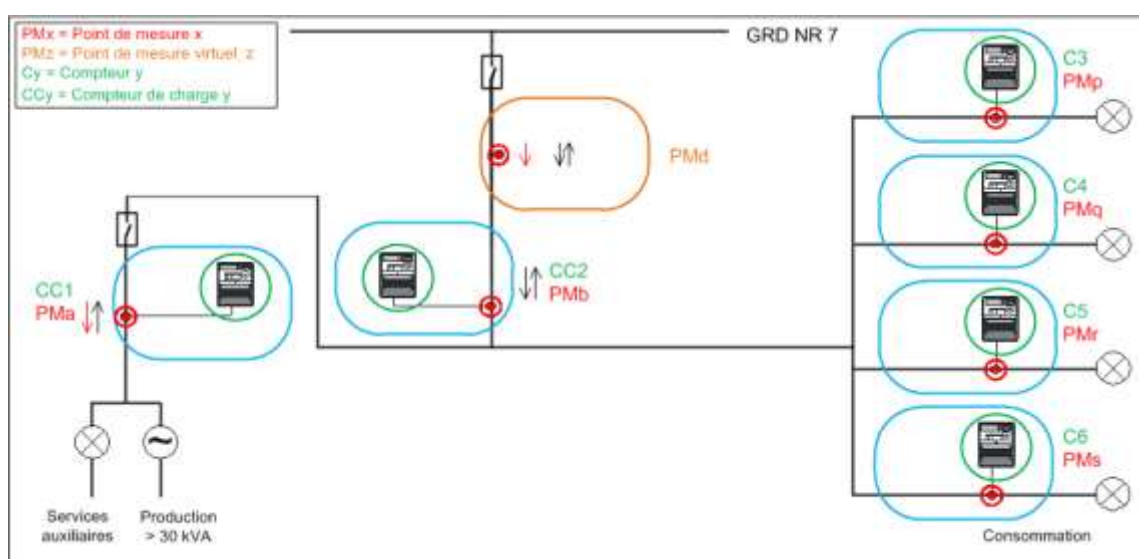 PMx = Point de mesure x
PMz = Point de mesure virtuel, z
Cy = Compteur y
CCy = Compteur de charge y
GRD NR 7
C3
PMp
PMd
C4
PMq
CC1
PMa
CC2
PMb
C5
PMr
C6
PMs
Services
auxiliaires
Production
> 30 kVA
Consommation